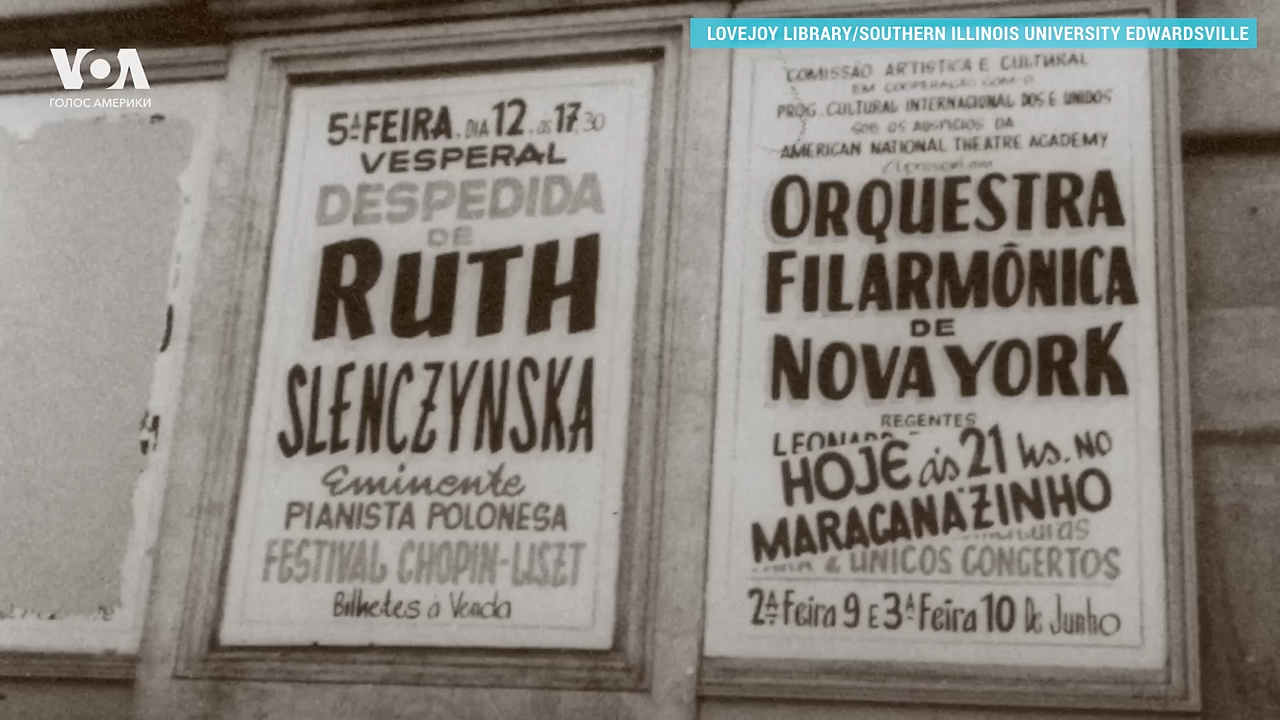 LOVEJOY LIBRARY/SOUTHERN ILLINOIS UNIVERSITY EDWARDSVILLE
VOA
ГОЛОС АМЕРИКИ
5ª FEIRA. DIA 12. às 17,30
VESPERAL
DESPEDIDA
DE
RUTH
SLENCZYNSKA
Eminente
PIANISTA POLONESA
FESTIVAL CHOPIN-LISZT
Bilhetes à Venda
COMISSÃO ARTISTICA E CULTURAL
EM COOPERAÇÃO COM O
PROG. CULTURAL INTERNACIONAL DOS E. UNIDOS
SOB OS AUSPICIOS DA
AMERICAN NATIONAL THEATRE ACADEMY
Apresentam
ORQUESTRA
FILARMÔNICA
DE
NOVA YORK
REGENTES
HOJE ás 21 hs. NO
MARACANAZINHO
& UNICOS CONCERTOS
2ª Feira 9 E 3ª Feira 10 De Junho